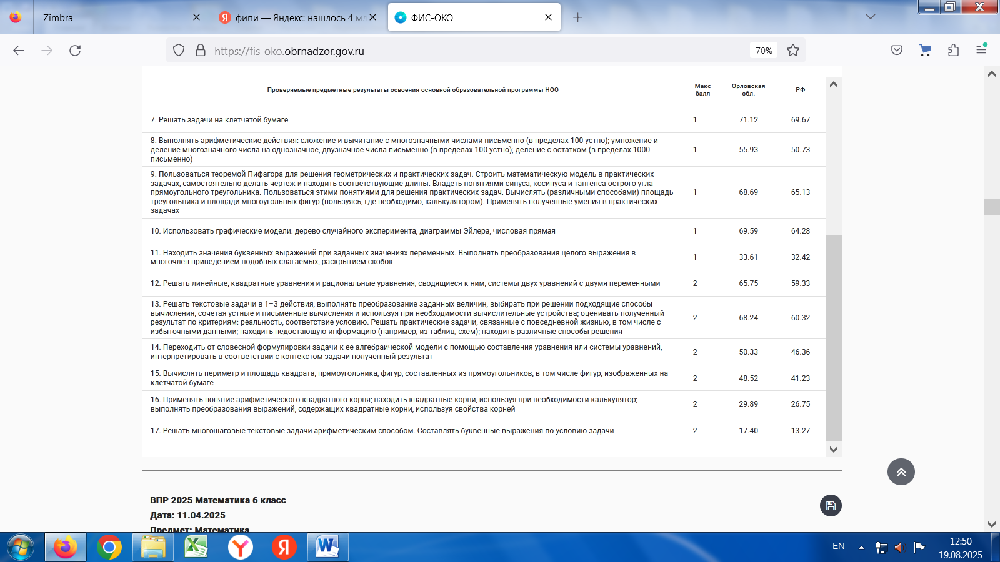 Zimbra
фипи — Яндекс: нашлось 4 мл
ФИС-ОКО
https://fis-oko.obrnadzor.gov.ru
70%
Проверяемые предметные результаты освоения основной образовательной программы НОО
Макс балл
Орловская обл.
РФ
7. Решать задачи на клетчатой бумаге
1 71.12 69.67
8. Выполнять арифметические действия: сложение и вычитание с многозначными числами письменно (в пределах 100 устно); умножение и
деление многозначного числа на однозначное, двузначное числа письменно (в пределах 100 устно); деление с остатком (в пределах 1000
письменно)
1 55.93 50.73
9. Пользоваться теоремой Пифагора для решения геометрических и практических задач. Строить математическую модель в практических
задачах, самостоятельно делать чертеж и находить соответствующие длины. Владеть понятиями синуса, косинуса и тангенса острого угла
прямоугольного треугольника. Пользоваться этими понятиями для решения практических задач. Вычислять (различными способами) площадь
треугольника и площади многоугольных фигур (пользуясь, где необходимо, калькулятором). Применять полученные умения в практических
задачах
1 68.69 65.13
10. Использовать графические модели: дерево случайного эксперимента, диаграммы Эйлера, числовая прямая
1 69.59 64.28
11. Находить значения буквенных выражений при заданных значениях переменных. Выполнять преобразования целого выражения в
многочлен приведением подобных слагаемых, раскрытием скобок
1 33.61 32.42
12. Решать линейные, квадратные уравнения и рациональные уравнения, сводящиеся к ним, системы двух уравнений с двумя переменными
2 65.75 59.33
13. Решать текстовые задачи в 1–3 действия, выполнять преобразование заданных величин, выбирать при решении подходящие способы
вычисления, сочетая устные и письменные вычисления и используя при необходимости вычислительные устройства; оценивать полученный
результат по критериям: реальность, соответствие условию. Решать практические задачи, связанные с повседневной жизнью, в том числе с
избыточными данными; находить недостающую информацию (например, из таблиц, схем); находить различные способы решения
2 68.24 60.32
14. Переходить от словесной формулировки задачи к ее алгебраической модели с помощью составления уравнения или системы уравнений,
интерпретировать в соответствии с контекстом задачи полученный результат
2 50.33 46.36
15. Вычислять периметр и площадь квадрата, прямоугольника, фигур, составленных из прямоугольников, в том числе фигур, изображенных на
клетчатой бумаге
2 48.52 41.23
16. Применять понятие арифметического квадратного корня; находить квадратные корни, используя при необходимости калькулятор;
выполнять преобразования выражений, содержащих квадратные корни, используя свойства корней
2 29.89 26.75
17. Решать многошаговые текстовые задачи арифметическим способом. Составлять буквенные выражения по условию задачи
2 17.40 13.27
ВПР 2025 Математика 6 класс
Дата: 11.04.2025
Предмет: Математика
EN
12:50
19.08.2025